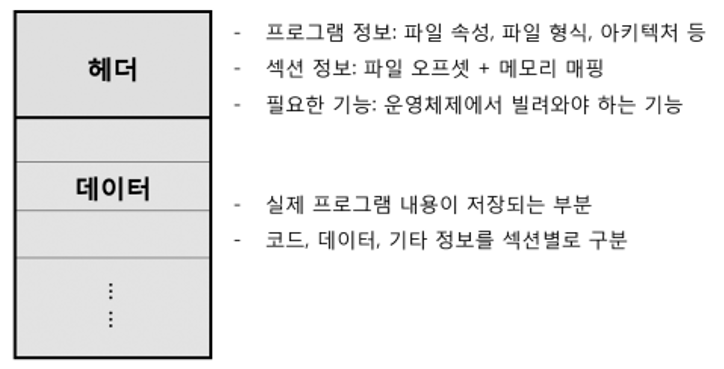 헤더
- 프로그램 정보: 파일 속성, 파일 형식, 아키텍처 등
- 섹션 정보: 파일 오프셋 + 메모리 매핑
- 필요한 기능: 운영체제에서 빌려와야 하는 기능
데이터
- 실제 프로그램 내용이 저장되는 부분
- 코드, 데이터, 기타 정보를 섹션별로 구분